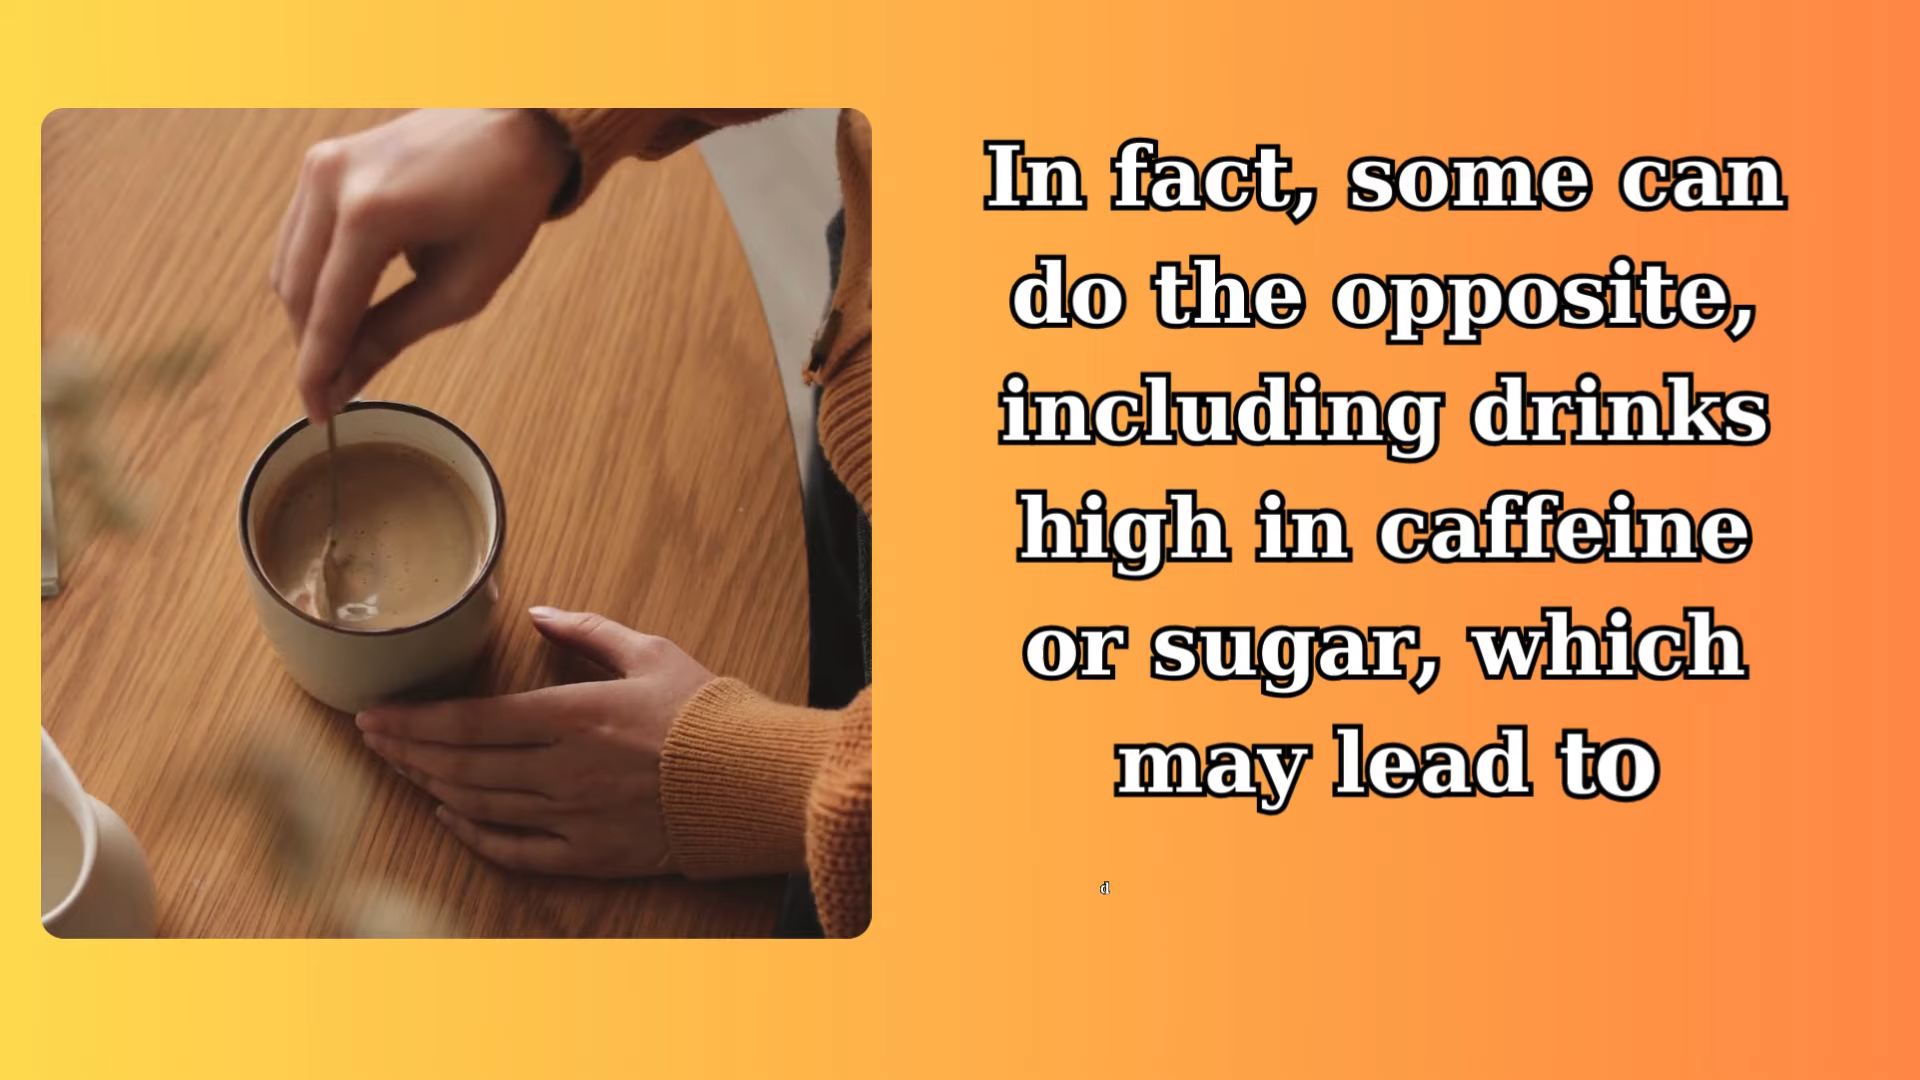 In fact, some can
do the opposite,
including drinks
high in caffeine
or sugar, which
may lead to
d